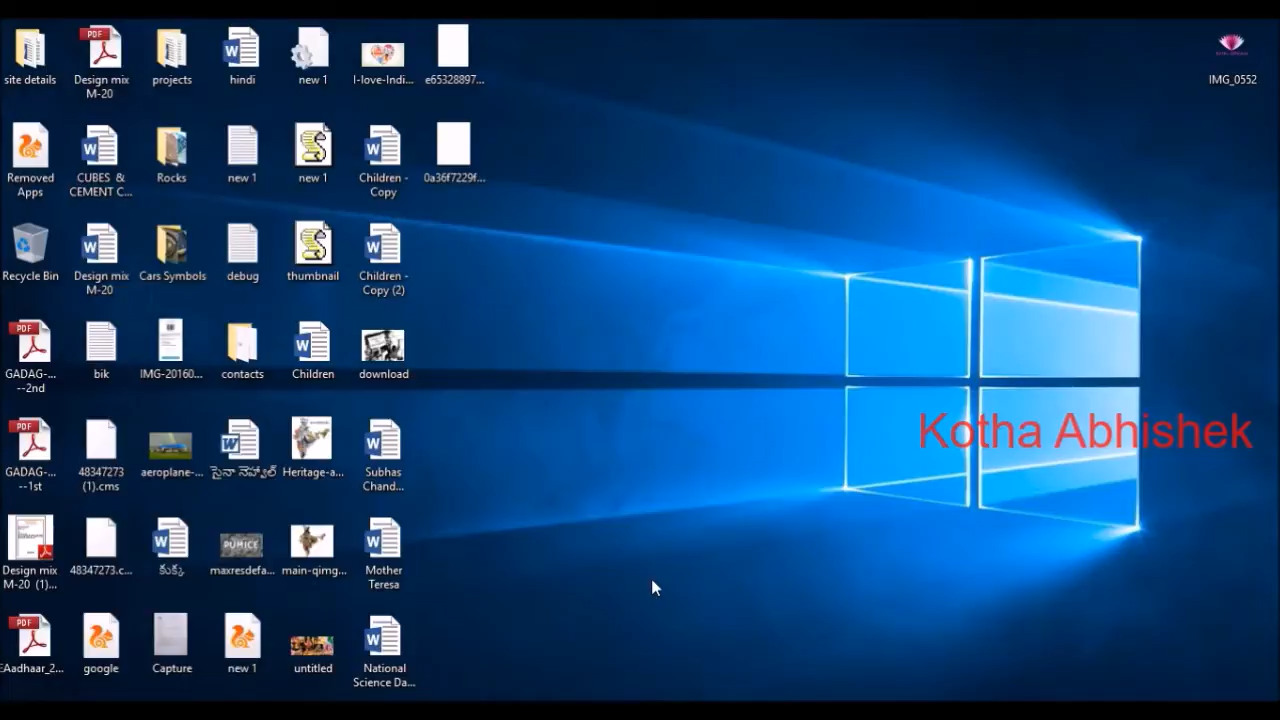 site details
Design mix
M-20
projects
hindi
new 1
I-love-Indi...
e65328897...
IMG_0552
Removed
Apps
CUBES &
CEMENT C...
Rocks
new 1
new 1
Children -
Copy
0a36f7229f...
Recycle Bin
Design mix
M-20
Cars Symbols
debug
thumbnail
Children -
Copy (2)
GADAG-...
--2nd
bik
IMG-20160...
contacts
Children
download
Kotha Abhishek
GADAG-...
--1st
48347273
(1).cms
aeroplane-...
సైనా నెహ్వాల్
Heritage-a...
Subhas
Chand...
Design mix
M-20 (1)...
48347273.c...
కుక్క
PUMICE
maxresdefa...
main-qimg...
Mother
Teresa
EAadhaar_2...
google
Capture
new 1
untitled
National
Science Da...